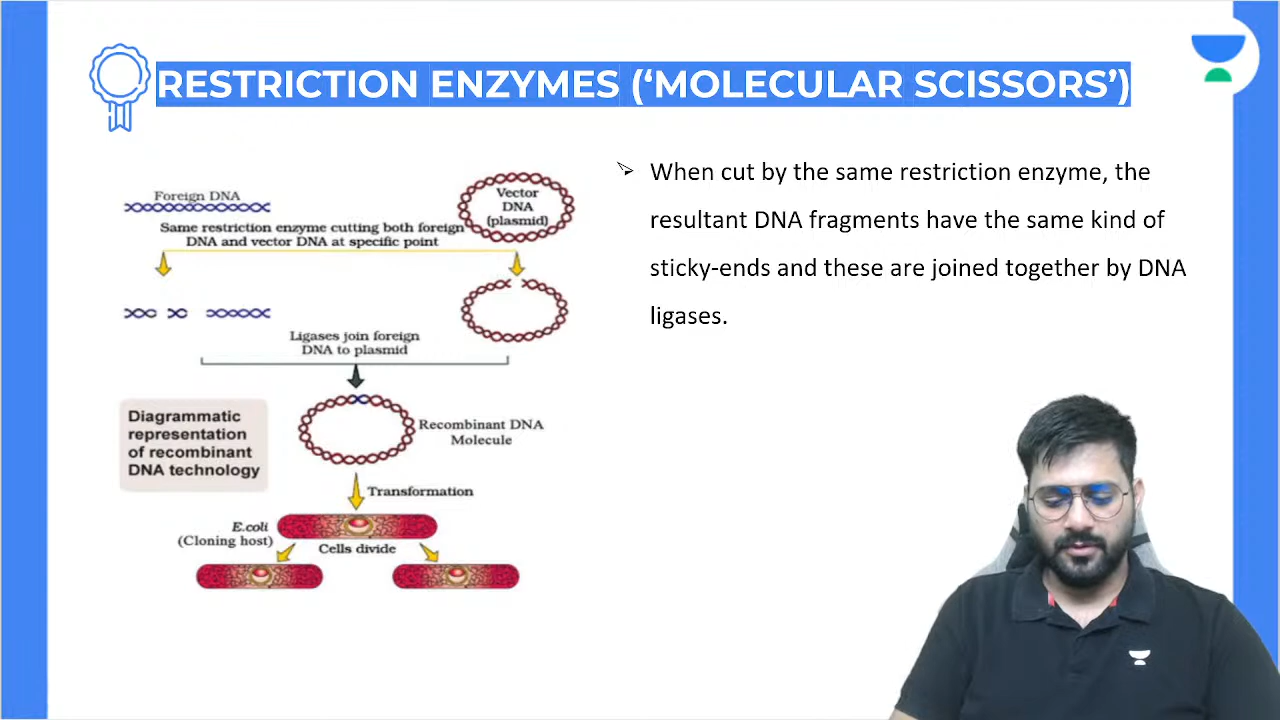 RESTRICTION ENZYMES (‘MOLECULAR SCISSORS’)
Foreign DNA
Vector
DNA
(plasmid)
Same restriction enzyme cutting both foreign
DNA and vector DNA at specific point
Ligases join foreign
DNA to plasmid
Diagrammatic
representation
of recombinant
DNA technology
Recombinant DNA
Molecule
Transformation
E.coli
(Cloning host)
Cells divide
When cut by the same restriction enzyme, the
resultant DNA fragments have the same kind of
sticky-ends and these are joined together by DNA
ligases.